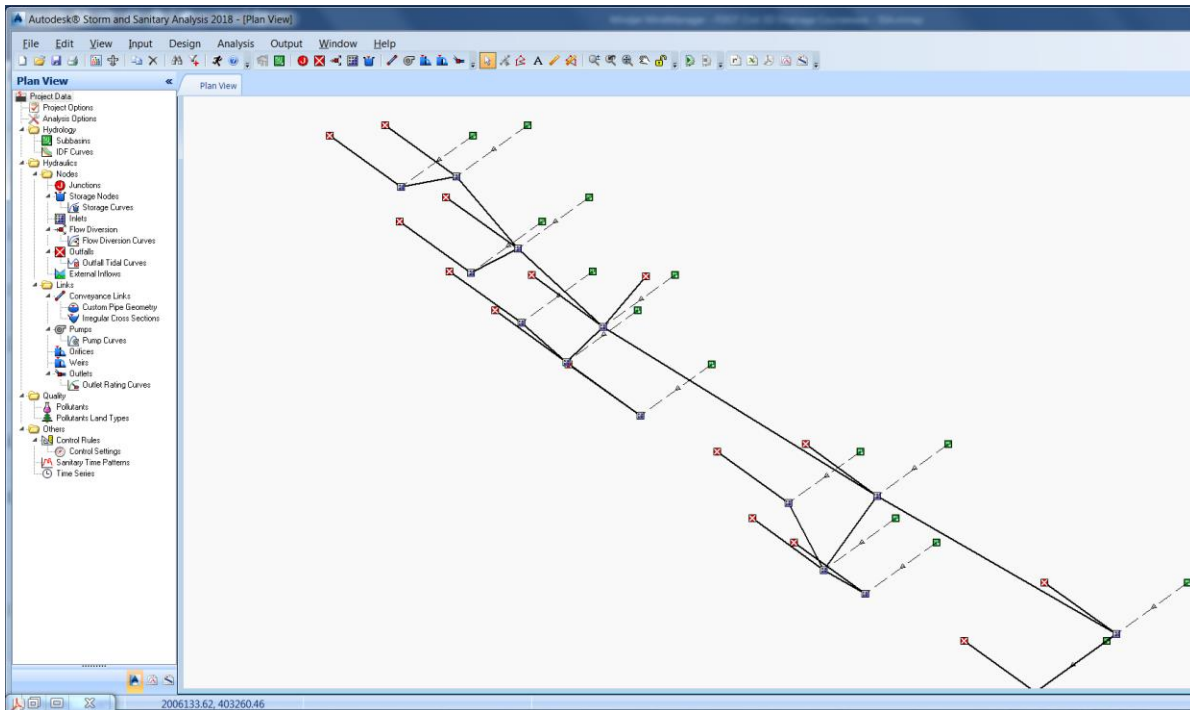 Autodesk® Storm and Sanitary Analysis 2018 - [Plan View]
File Edit View Input Design Analysis Output Window Help
Plan View «
Plan View
Project Data
Project Options
Analysis Options
Hydrology
Subbasins
IDF Curves
Hydraulics
Nodes
Junctions
Storage Nodes
Storage Curves
Inlets
Flow Diversion
Flow Diversion Curves
Outfalls
Outfall Tidal Curves
External Inflows
Links
Conveyance Links
Custom Pipe Geometry
Irregular Cross Sections
Pumps
Pump Curves
Orifices
Weirs
Outlets
Outlet Rating Curves
Quality
Pollutants
Pollutants Land Types
Others
Control Rules
Control Settings
Sanitary Time Patterns
Time Series
2006133.62, 403260.46